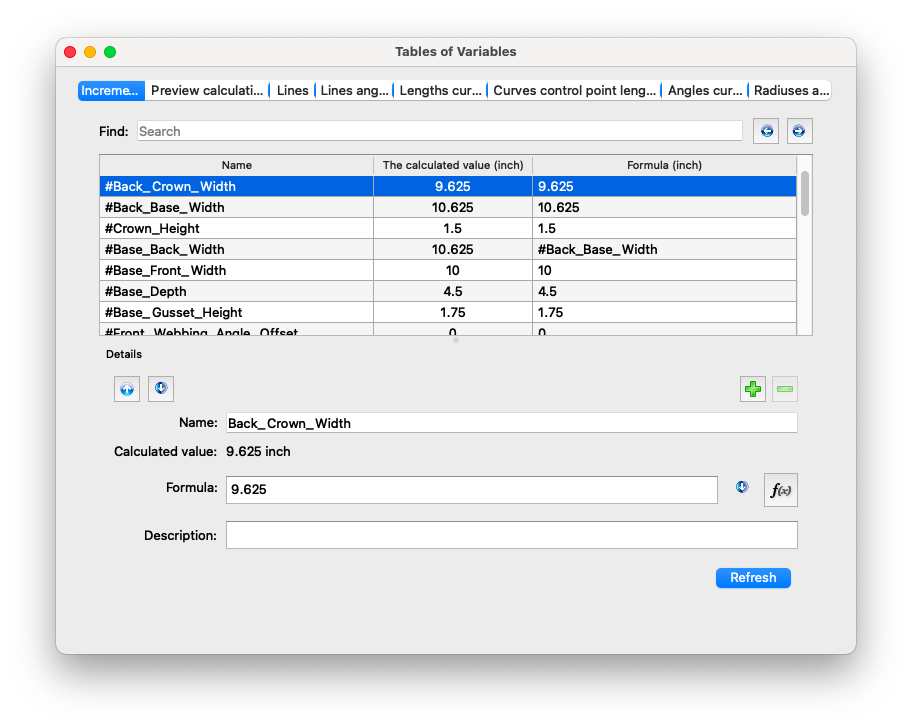 Tables of Variables
Increme... Preview calculati... Lines Lines ang... Lengths cur... Curves control point leng... Angles cur... Radiuses a...
Find: Search
Name The calculated value (inch) Formula (inch)
#Back_Crown_Width 9.625 9.625
#Back_Base_Width 10.625 10.625
#Crown_Height 1.5 1.5
#Base_Back_Width 10.625 #Back_Base_Width
#Base_Front_Width 10 10
#Base_Depth 4.5 4.5
#Base_Gusset_Height 1.75 1.75
#Front_Webbing_Angle_Offset 0 0
Details
Name: Back_Crown_Width
Calculated value: 9.625 inch
Formula: 9.625 f(x)
Description:
Refresh